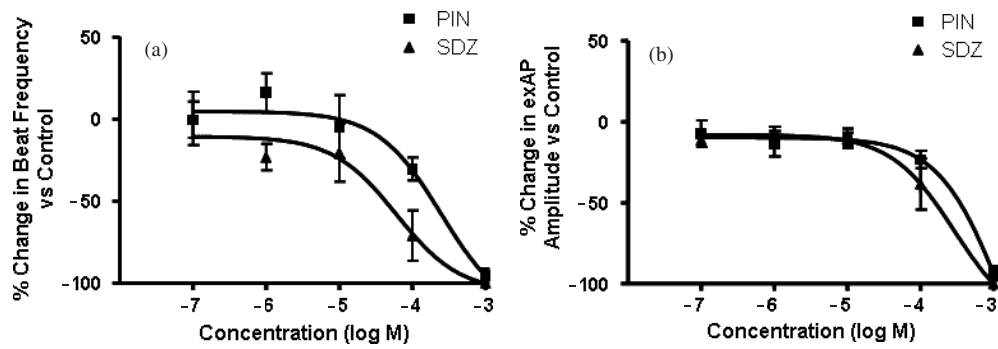 PIN
SDZ
(a)
% Change in Beat Frequency
vs Control
50
0
−50
−100
−7
−6
−5
−4
−3
Concentration (log M)
PIN
SDZ
(b)
% Change in exAP
Amplitude vs Control
50
0
−50
−100
−7
−6
−5
−4
−3
Concentration (log M)